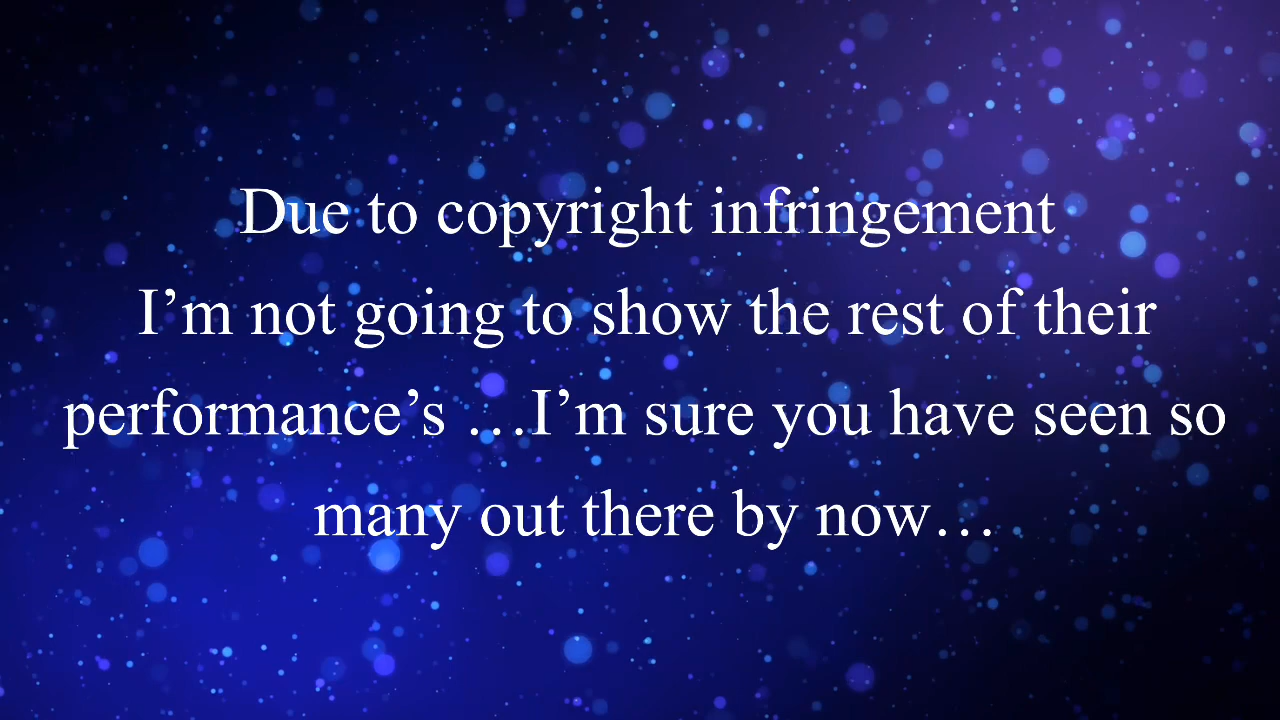 Due to copyright infringement
I’m not going to show the rest of their
performance’s …I’m sure you have seen so
many out there by now…